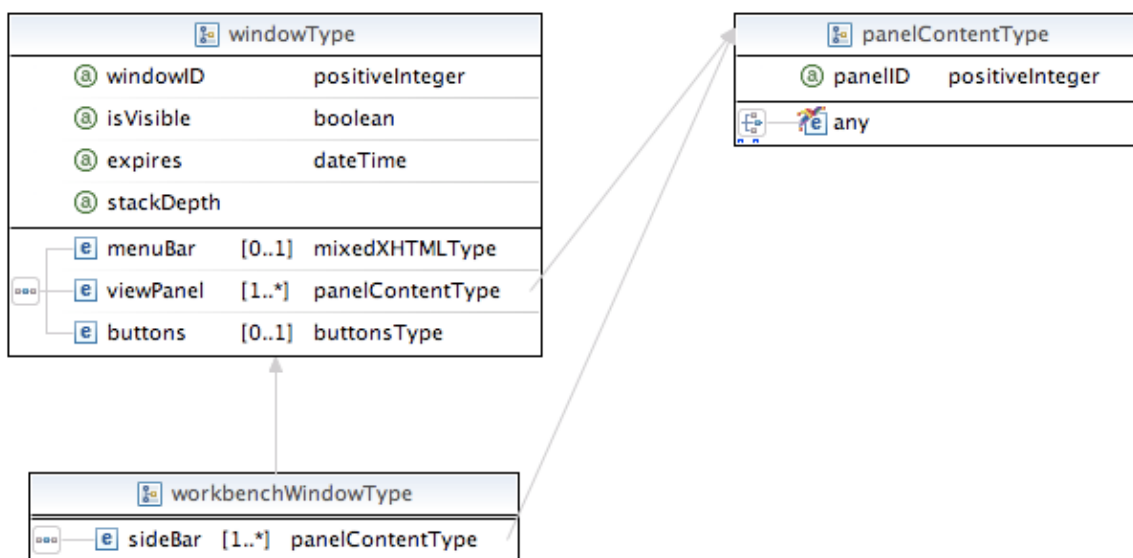 windowType
a windowID positiveInteger
a isVisible boolean
a expires dateTime
a stackDepth
e menuBar [0..1] mixedXHTMLType
e viewPanel [1..*] panelContentType
e buttons [0..1] buttonsType
panelContentType
a panelID positiveInteger
e any
workbenchWindowType
e sideBar [1..*] panelContentType